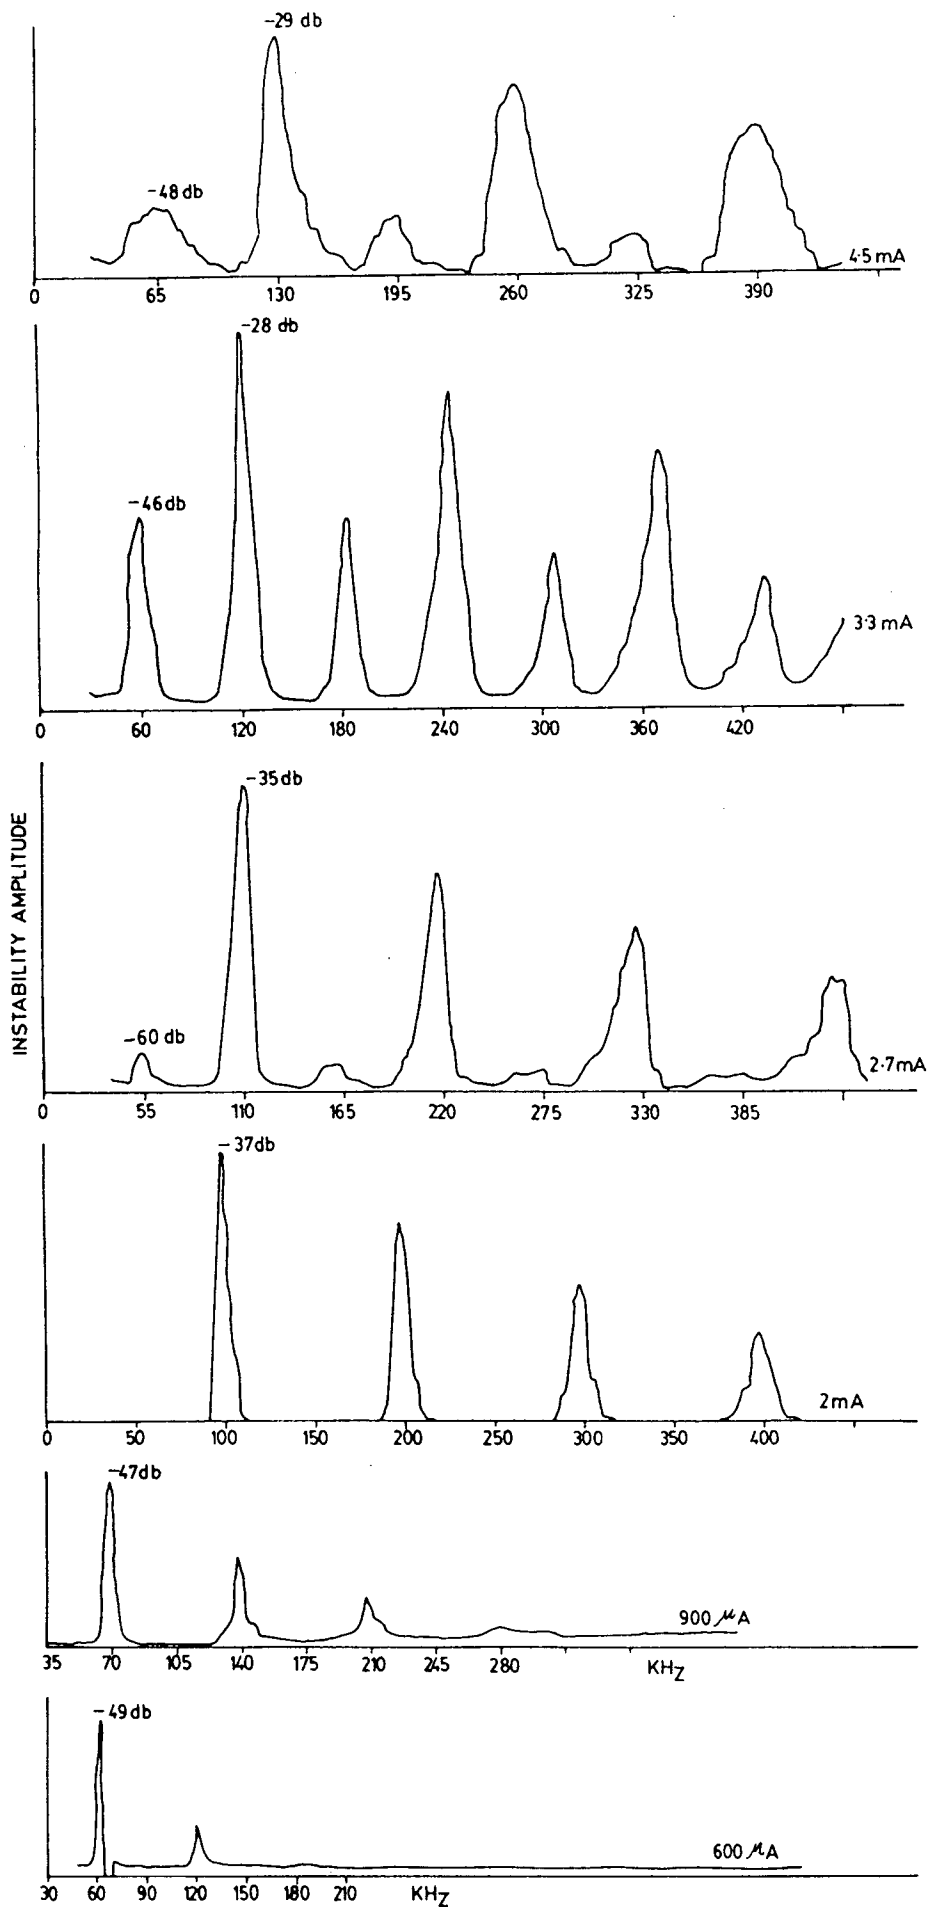 -29 db
-48 db
4.5 mA
0 65 130 195 260 325 390
-28 db
-46 db
3.3 mA
0 60 120 180 240 300 360 420
INSTABILITY AMPLITUDE
-35 db
-60 db
2.7 mA
0 55 110 165 220 275 330 385
-37db
2mA
0 50 100 150 200 250 300 350 400
-47db
900 μA
35 70 105 140 175 210 245 280 KHz
-49 db
600 μA
30 60 90 120 150 180 210 KHz